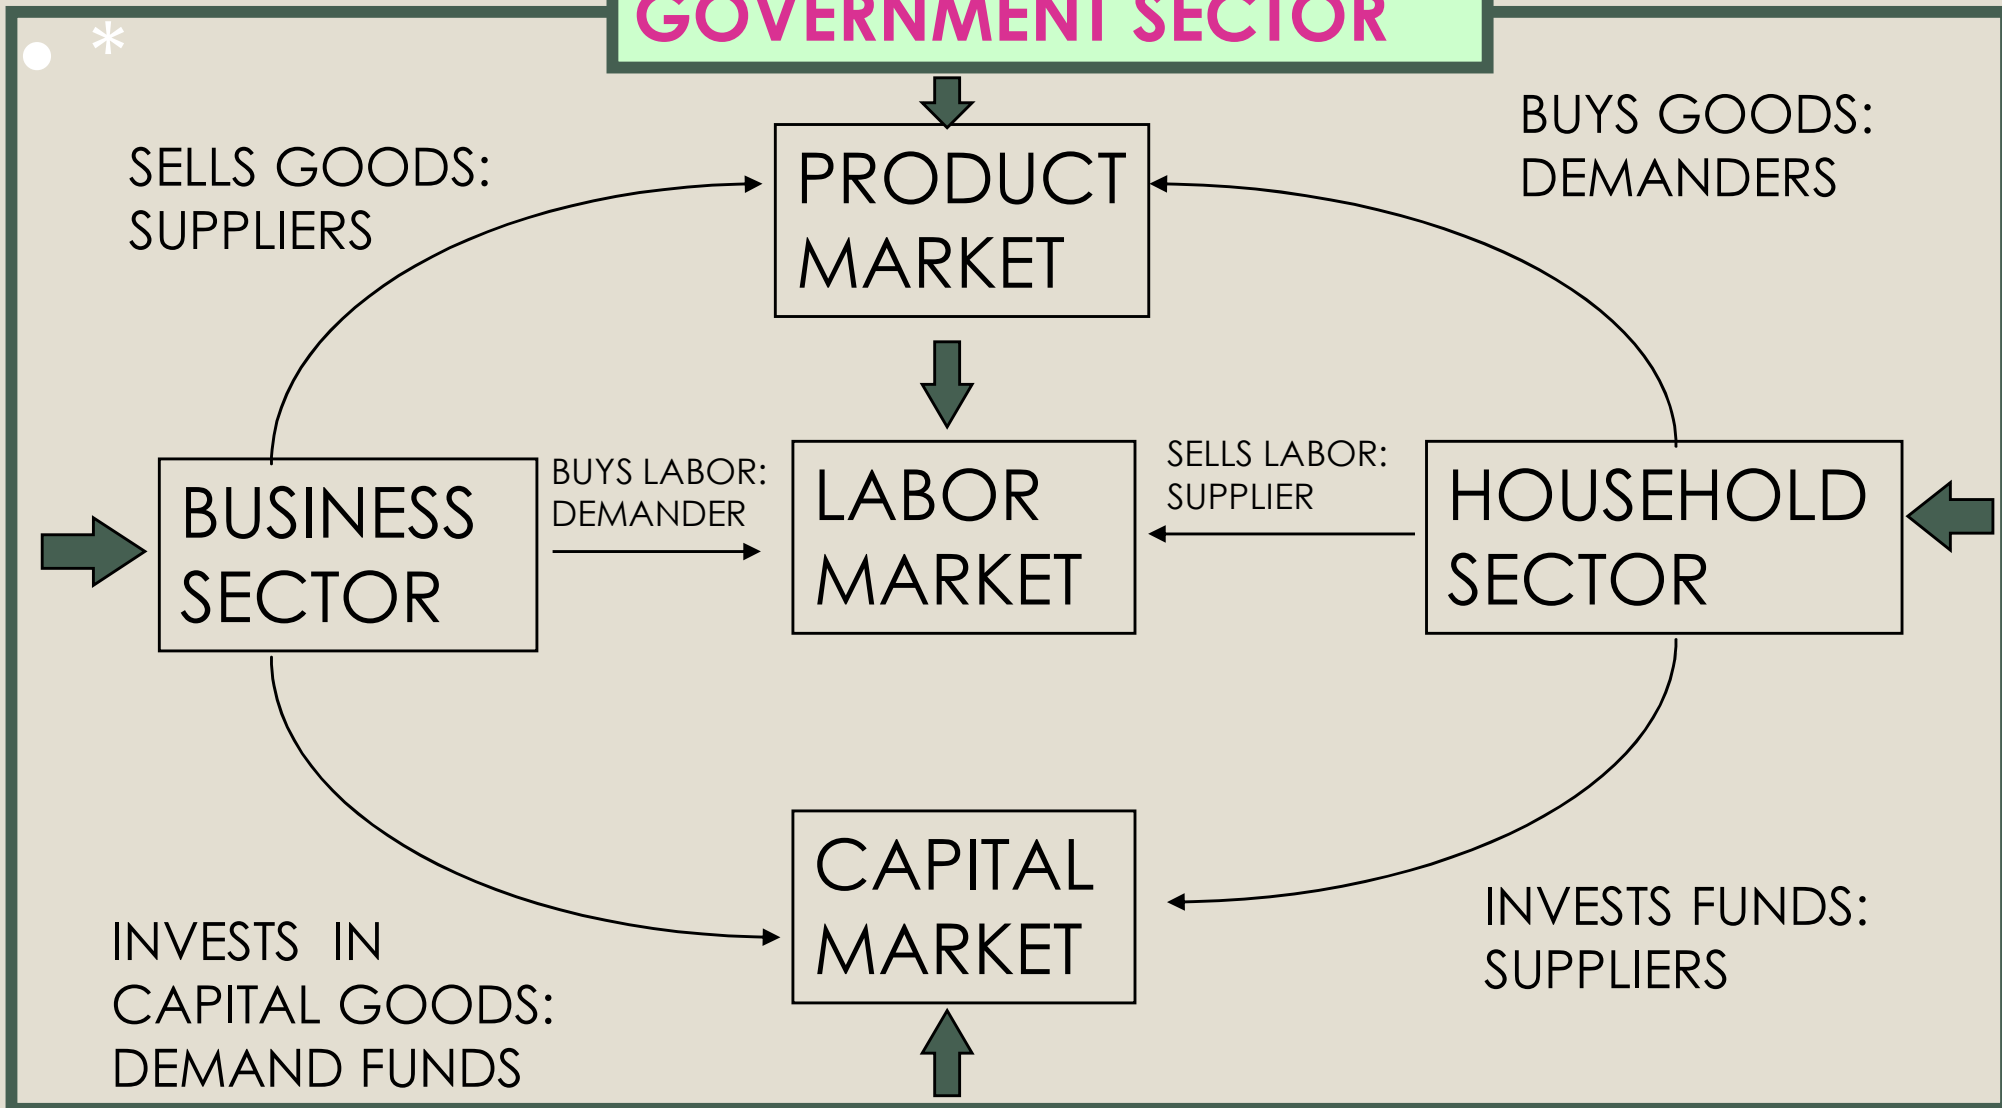 GOVERNMENT SECTOR
• *
SELLS GOODS:
SUPPLIERS
PRODUCT
MARKET
BUYS GOODS:
DEMANDERS
BUSINESS
SECTOR
BUYS LABOR:
DEMANDER
LABOR
MARKET
SELLS LABOR:
SUPPLIER
HOUSEHOLD
SECTOR
INVESTS IN
CAPITAL GOODS:
DEMAND FUNDS
CAPITAL
MARKET
INVESTS FUNDS:
SUPPLIERS